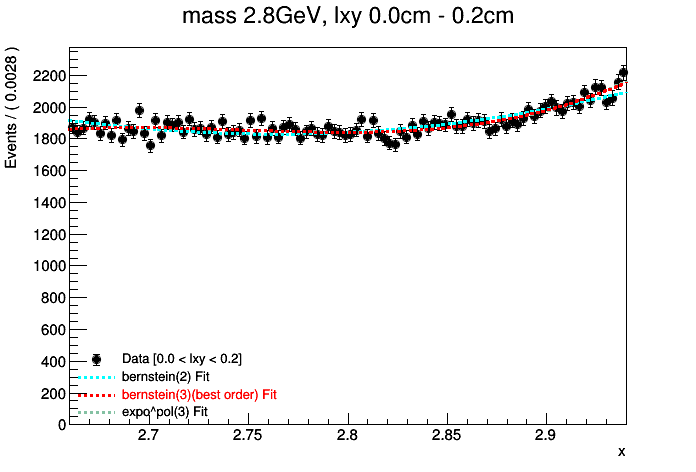 mass 2.8GeV, lxy 0.0cm - 0.2cm
Events / ( 0.0028 )
2200
2000
1800
1600
1400
1200
1000
800
600
400
200
0
Data [0.0 < lxy < 0.2]
bernstein(2) Fit
bernstein(3)(best order) Fit
expo^pol(3) Fit
2.7 2.75 2.8 2.85 2.9
x